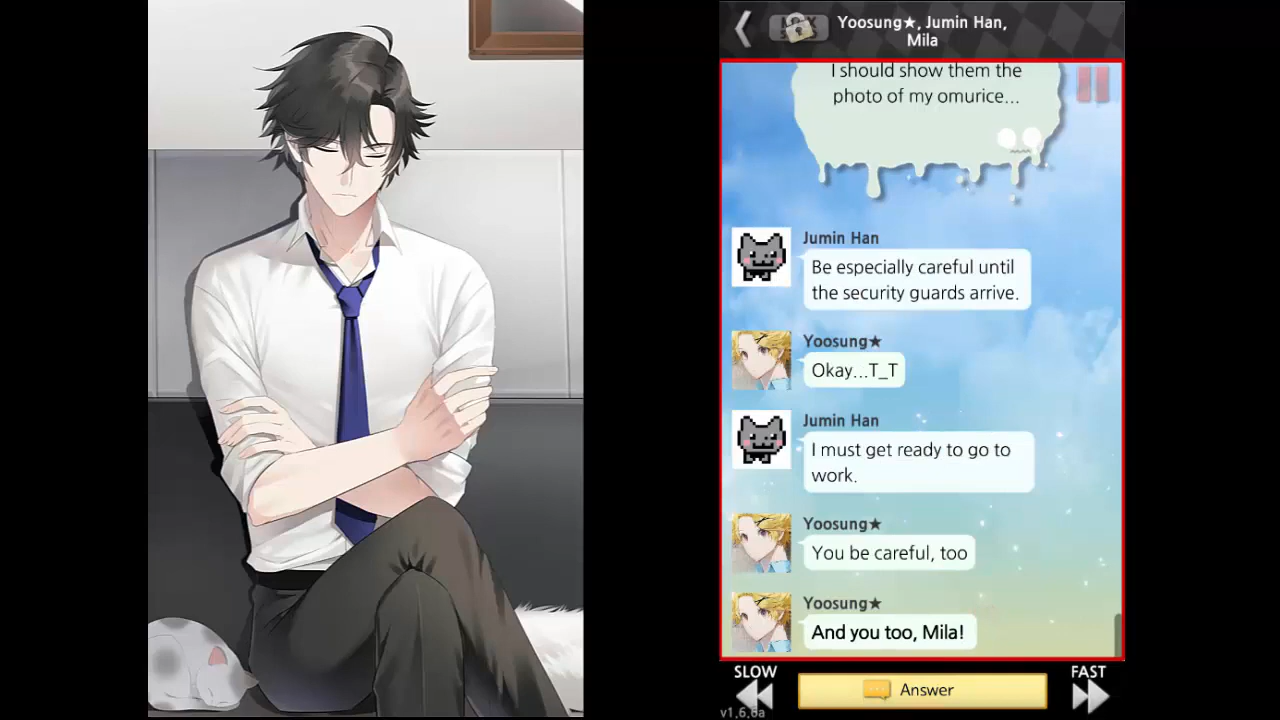 Yoosung★, Jumin Han,
Mila
I should show them the
photo of my omurice...
Jumin Han
Be especially careful until
the security guards arrive.
Yoosung★
Okay...T_T
Jumin Han
I must get ready to go to
work.
Yoosung★
You be careful, too
Yoosung★
And you too, Mila!
SLOW
FAST
Answer
v1.6.6a